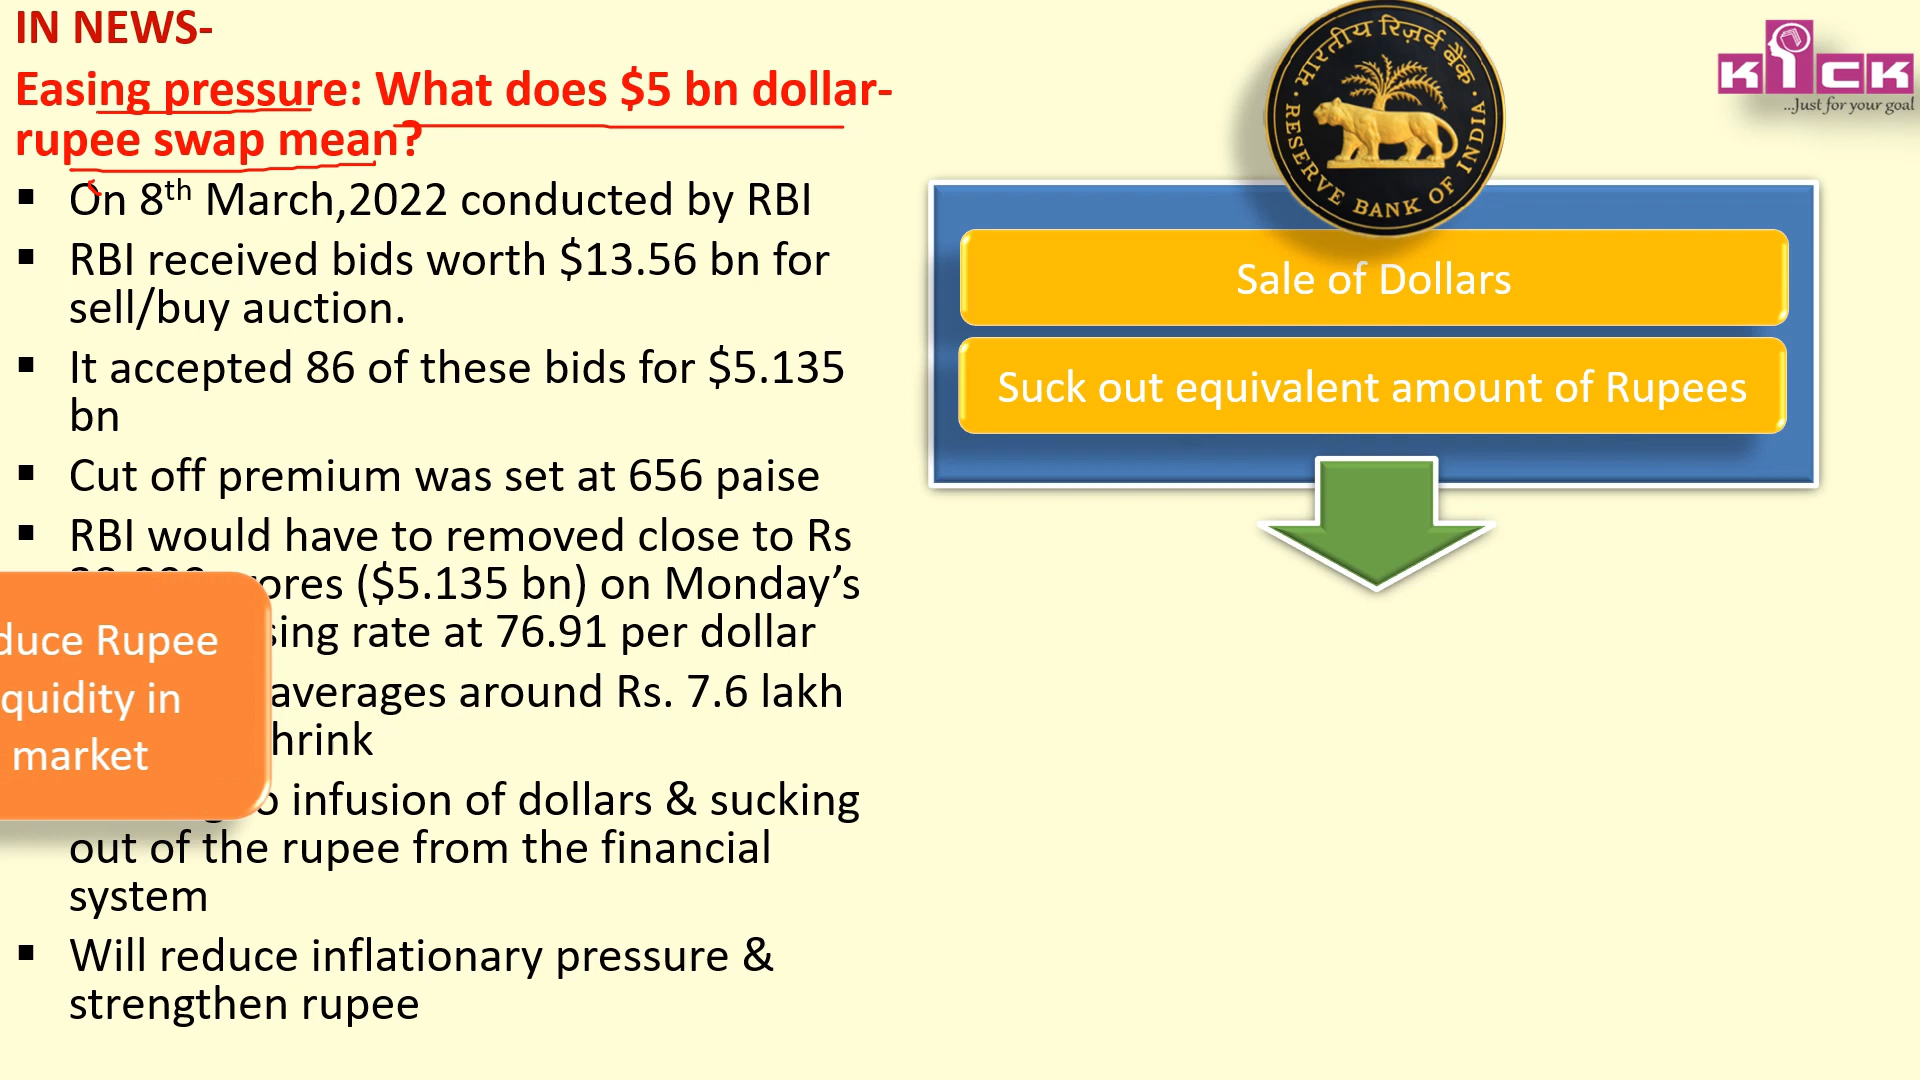 IN NEWS-
Easing pressure: What does $5 bn dollar-
rupee swap mean?
▪ On 8th March,2022 conducted by RBI
▪ RBI received bids worth $13.56 bn for
sell/buy auction.
▪ It accepted 86 of these bids for $5.135
bn
▪ Cut off premium was set at 656 paise
▪ RBI would have to removed close to Rs
($5.135 bn) on Monday’s
rate at 76.91 per dollar
averages around Rs. 7.6 lakh
infusion of dollars & sucking
out of the rupee from the financial
system
▪ Will reduce inflationary pressure &
strengthen rupee
duce Rupee
quidity in
market
भारतीय रिज़र्व बैंक
RESERVE BANK OF INDIA
Sale of Dollars
Suck out equivalent amount of Rupees
KICK
...Just for your goal